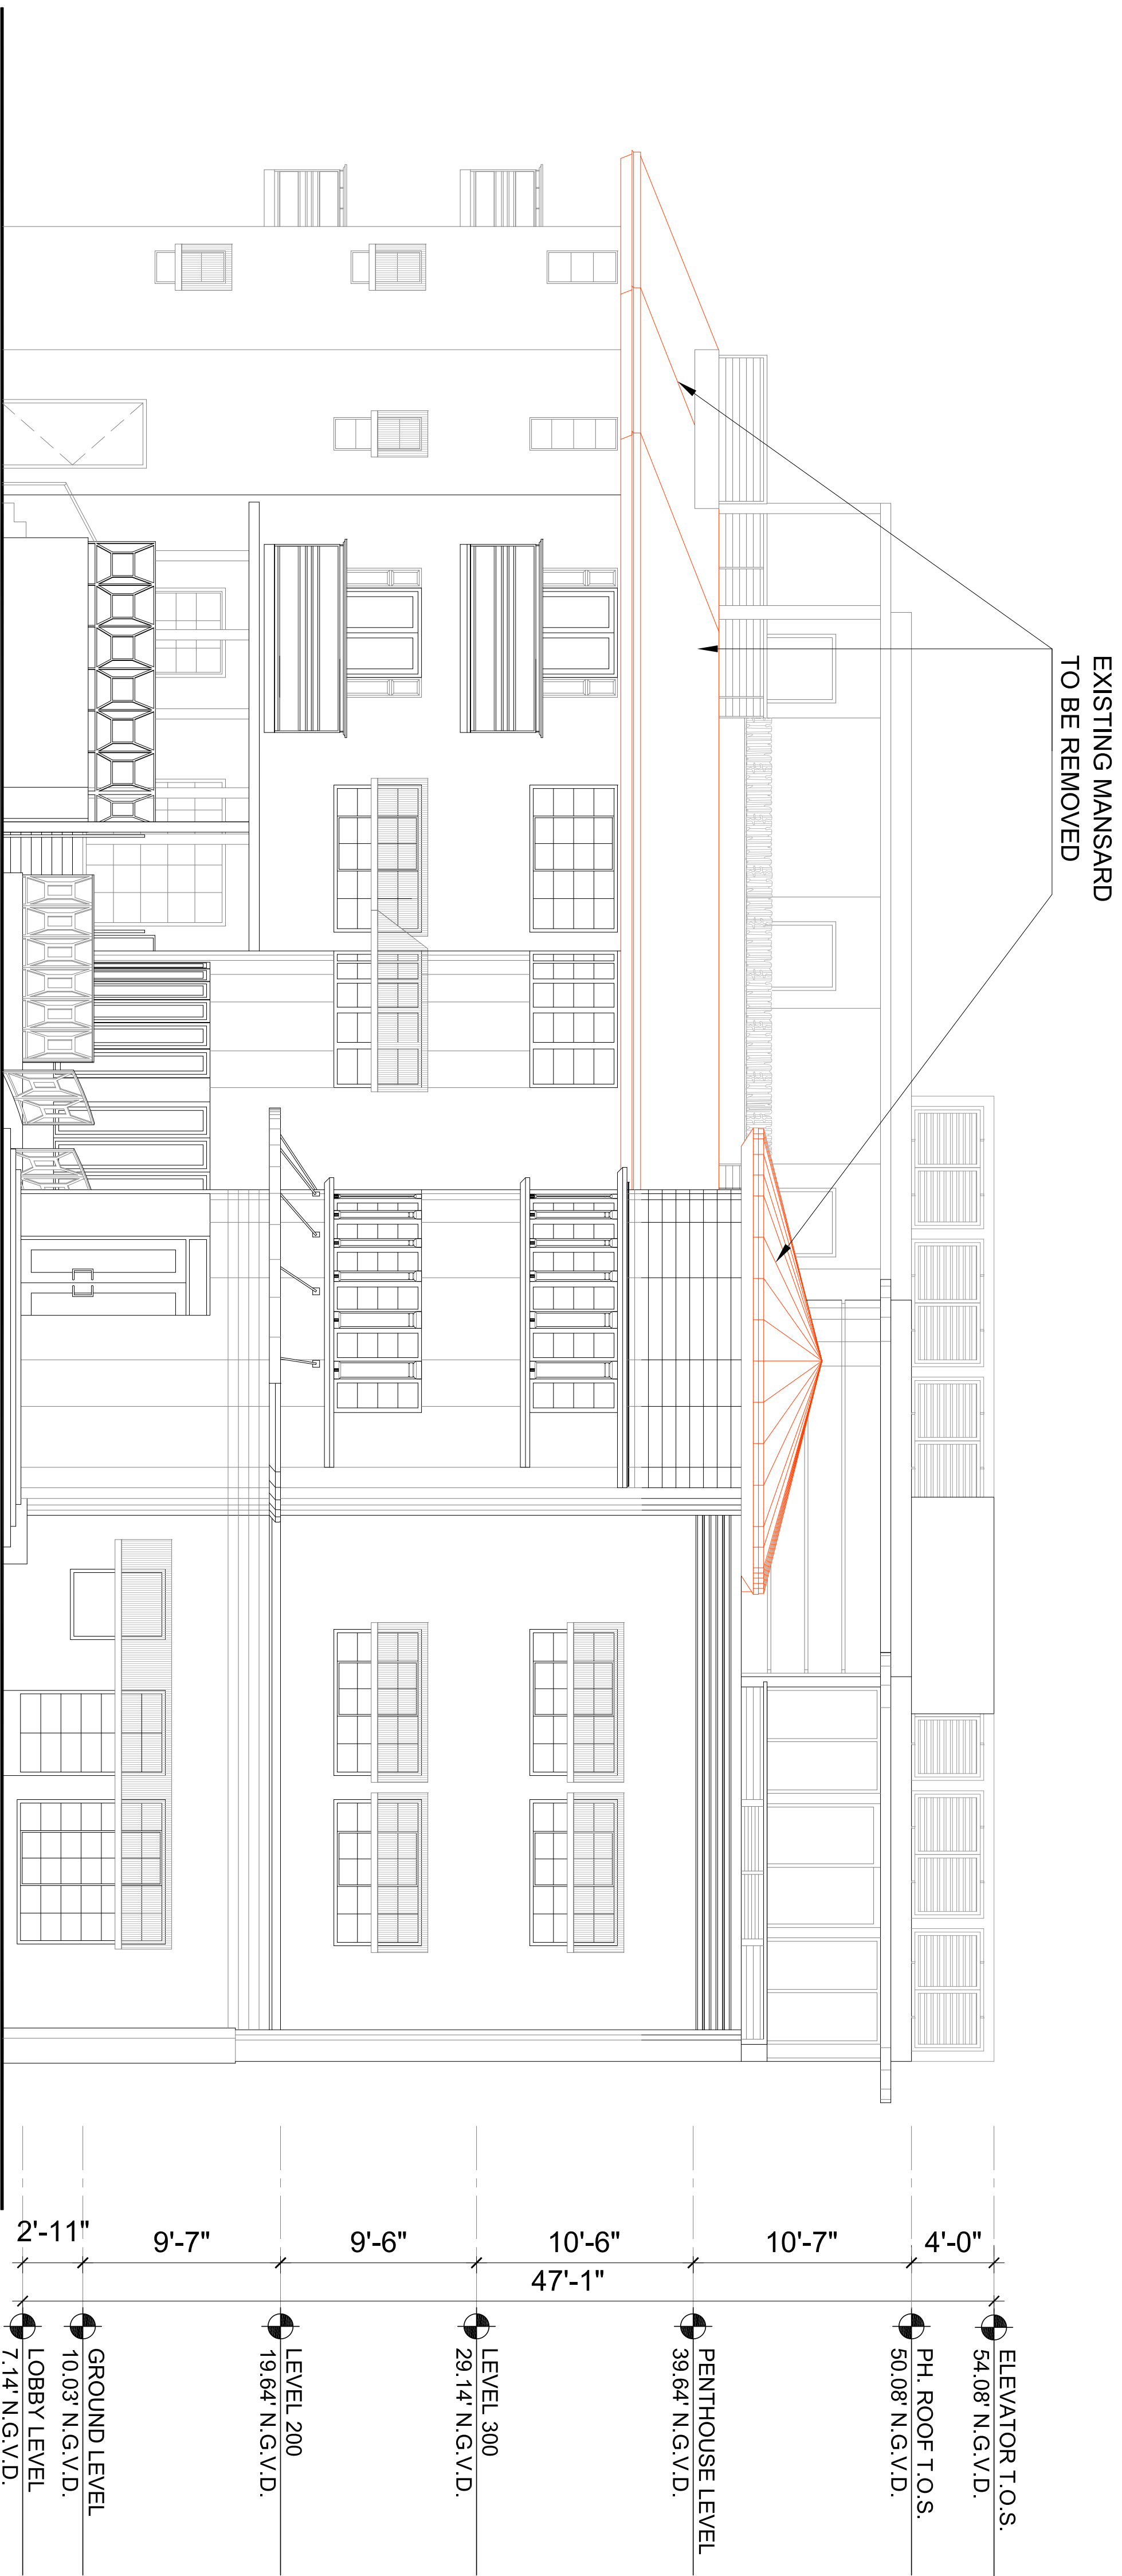 EXISTING MANSARD
TO BE REMOVED
ELEVATOR T.O.S.
54.08' N.G.V.D.
PH. ROOF T.O.S.
50.08' N.G.V.D.
PENTHOUSE LEVEL
39.64' N.G.V.D.
LEVEL 300
29.14' N.G.V.D.
LEVEL 200
19.64' N.G.V.D.
GROUND LEVEL
10.03' N.G.V.D.
LOBBY LEVEL
7.14' N.G.V.D.
2'-11"
9'-7"
9'-6"
10'-6"
10'-7"
4'-0"
47'-1"